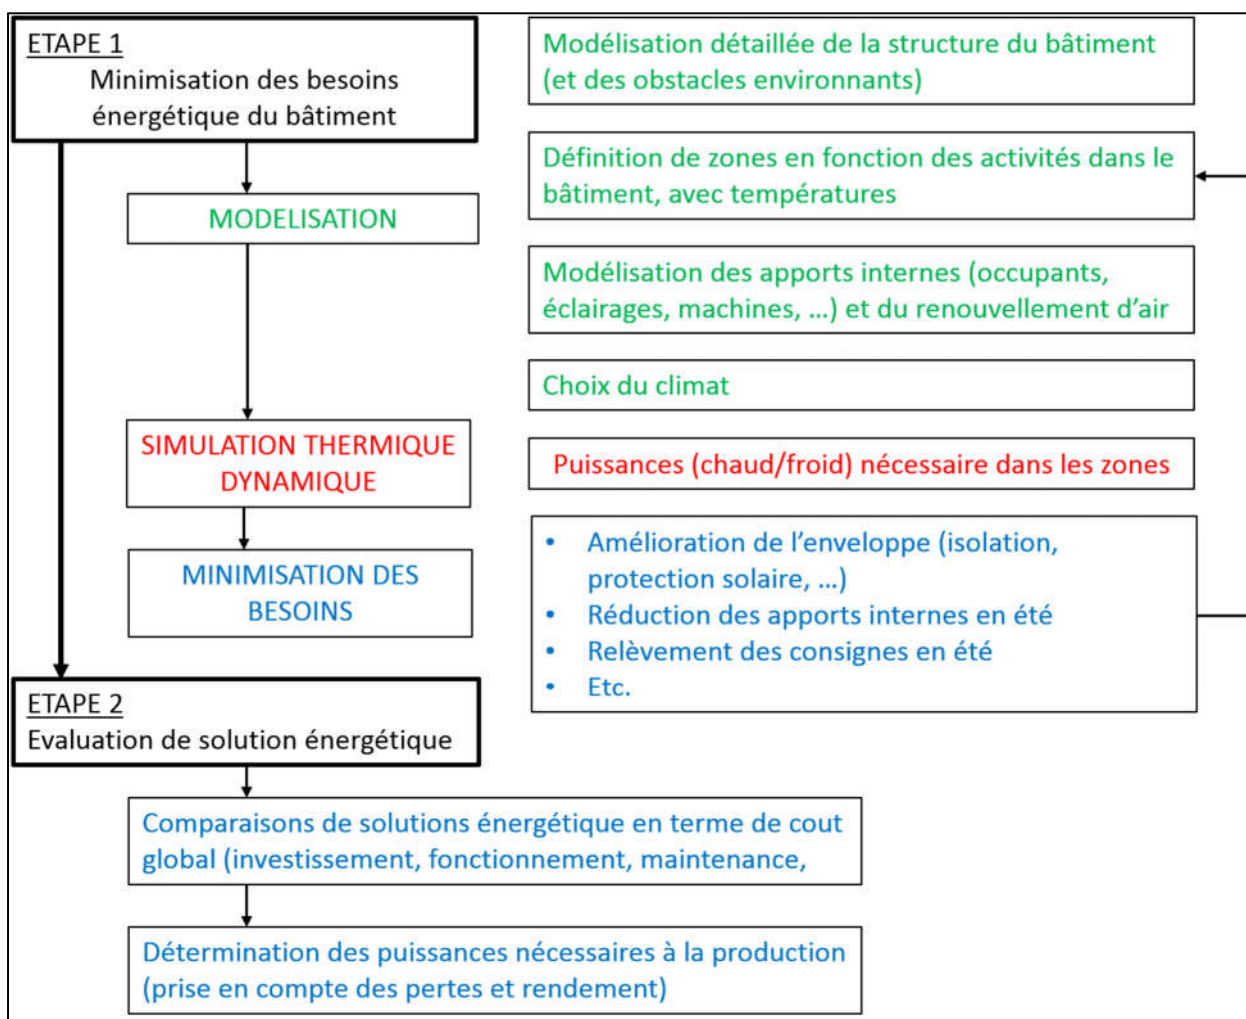 ETAPE 1
Minimisation des besoins
énergétique du bâtiment
MODELISATION
SIMULATION THERMIQUE
DYNAMIQUE
MINIMISATION DES
BESOINS
Modélisation détaillée de la structure du bâtiment
(et des obstacles environnants)
Définition de zones en fonction des activités dans le
bâtiment, avec températures
Modélisation des apports internes (occupants,
éclairages, machines, ...) et du renouvellement d'air
Choix du climat
Puissances (chaud/froid) nécessaire dans les zones
• Amélioration de l'enveloppe (isolation,
protection solaire, ...)
• Réduction des apports internes en été
• Relèvement des consignes en été
• Etc.
ETAPE 2
Evaluation de solution énergétique
Comparaisons de solutions énergétique en terme de cout
global (investissement, fonctionnement, maintenance,
Détermination des puissances nécessaires à la production
(prise en compte des pertes et rendement)